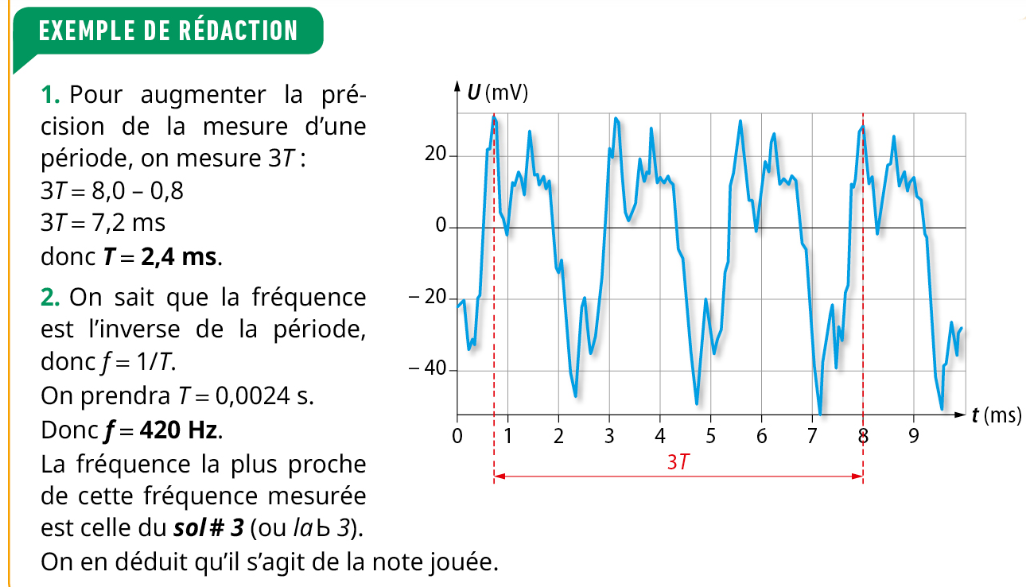 EXEMPLE DE RÉDACTION
1. Pour augmenter la pré-
cision de la mesure d'une
période, on mesure 3T :
3T = 8,0 – 0,8
3T = 7,2 ms
donc T = 2,4 ms.
2. On sait que la fréquence
est l'inverse de la période,
donc f = 1/T.
On prendra T = 0,0024 s.
Donc f = 420 Hz.
La fréquence la plus proche
de cette fréquence mesurée
est celle du sol # 3 (ou la♭ 3).
On en déduit qu'il s'agit de la note jouée.
U (mV)
20
0
– 20
– 40
0 1 2 3 4 5 6 7 8 9
t (ms)
3T